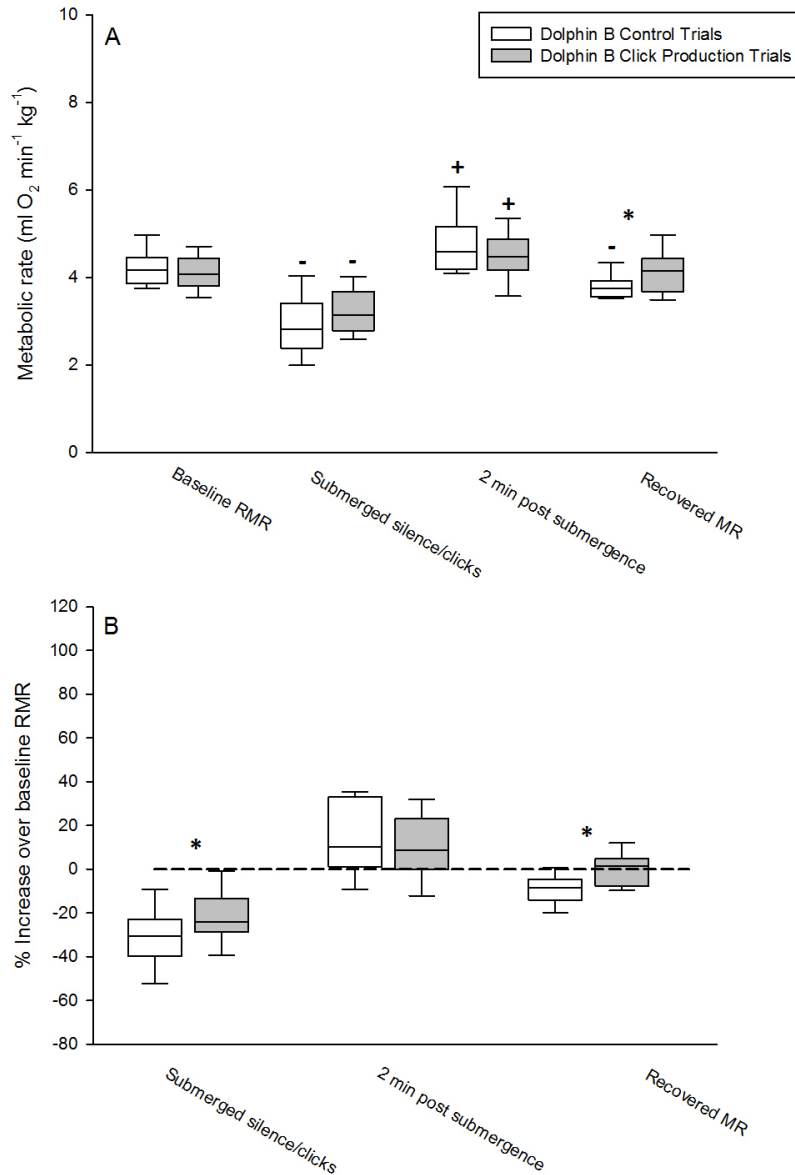 A
Dolphin B Control Trials
Dolphin B Click Production Trials
Metabolic rate (ml O₂ min⁻¹ kg⁻¹)
10
8
6
4
2
0
+
+
*
-
-
-
Baseline RMR
Submerged silence/clicks
2 min post submergence
Recovered MR
B
% Increase over baseline RMR
120
100
80
60
40
20
0
-20
-40
-60
-80
*
*
Submerged silence/clicks
2 min post submergence
Recovered MR